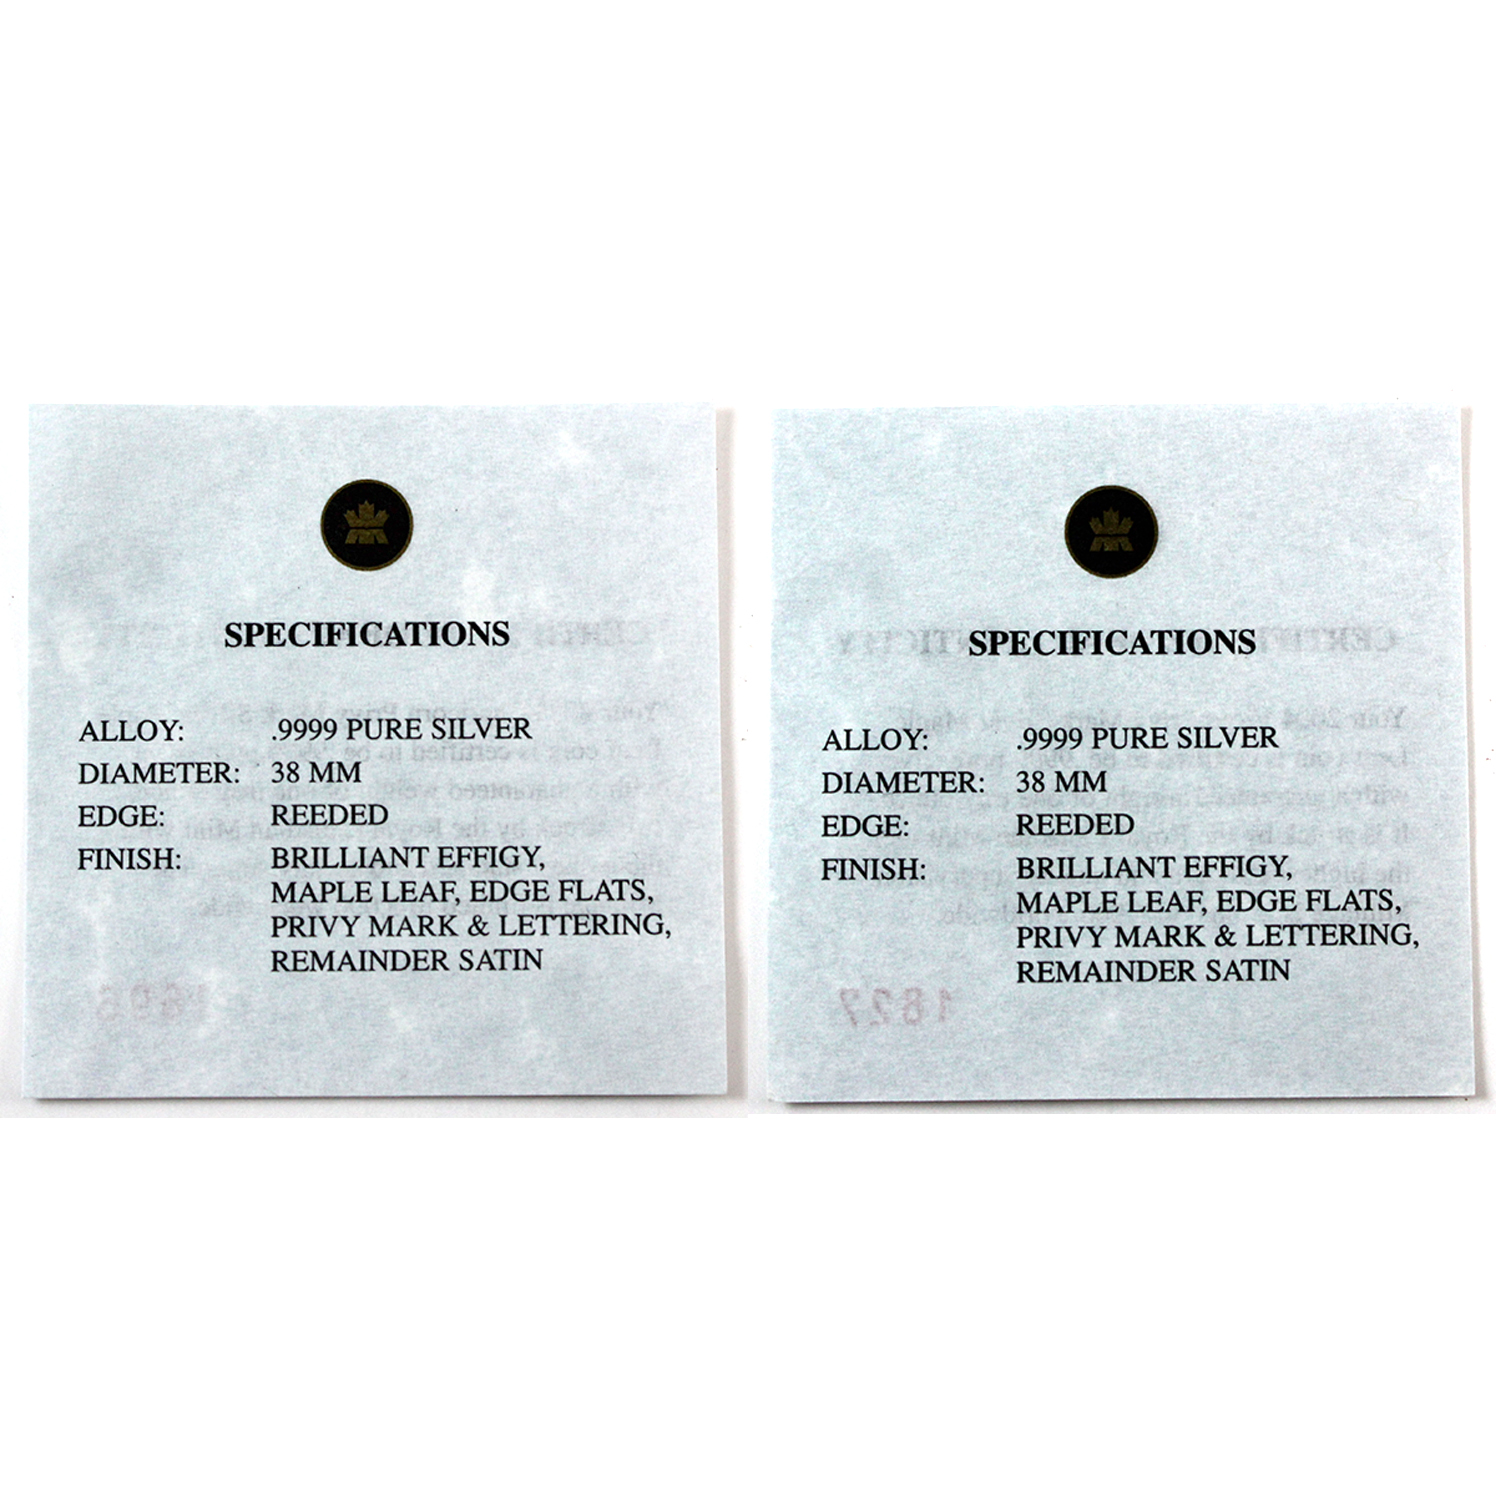 SPECIFICATIONS
ALLOY: .9999 PURE SILVER
DIAMETER: 38 MM
EDGE: REEDED
FINISH: BRILLIANT EFFIGY,
MAPLE LEAF, EDGE FLATS,
PRIVY MARK & LETTERING,
REMAINDER SATIN
SPECIFICATIONS
ALLOY: .9999 PURE SILVER
DIAMETER: 38 MM
EDGE: REEDED
FINISH: BRILLIANT EFFIGY,
MAPLE LEAF, EDGE FLATS,
PRIVY MARK & LETTERING,
REMAINDER SATIN
1827